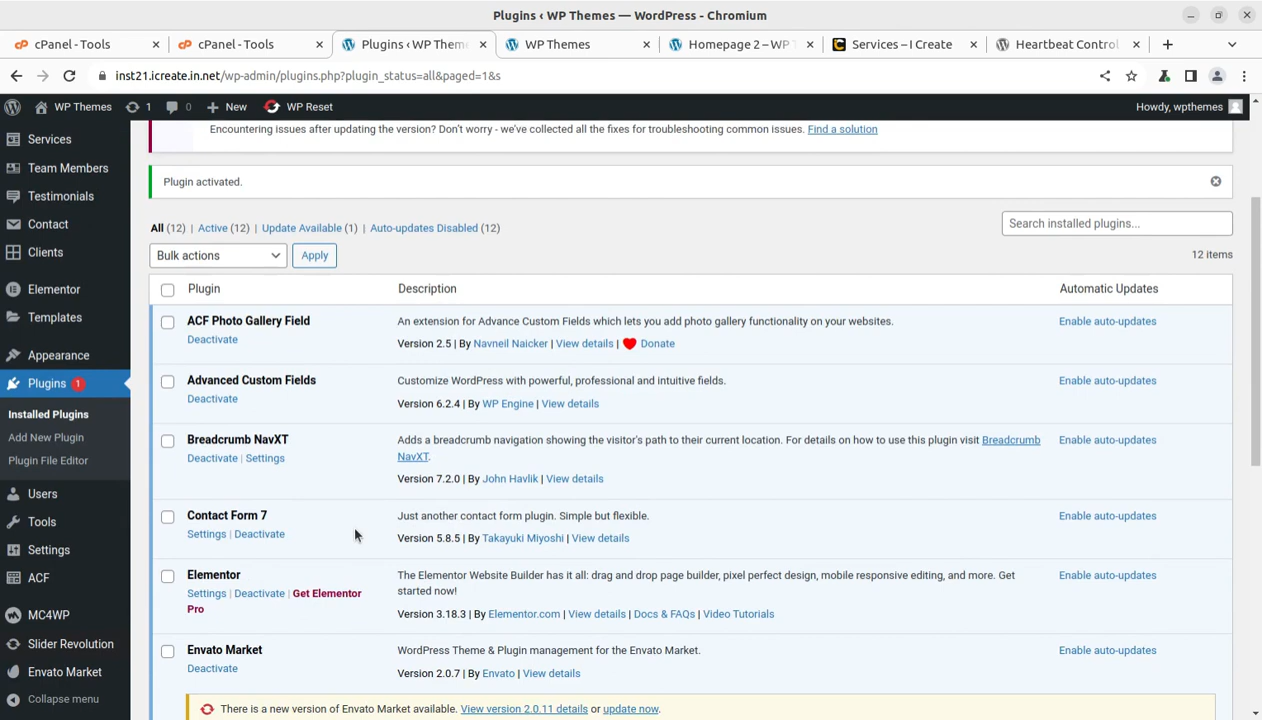 Plugins ‹ WP Themes — WordPress - Chromium
cPanel - Tools
cPanel - Tools
Plugins ‹ WP Them
WP Themes
Homepage 2 – WP T
Services – I Create
Heartbeat Control
inst21.icreate.in.net/wp-admin/plugins.php?plugin_status=all&paged=1&s
WP Themes 1 0 New WP Reset Howdy, wpthemes
Services
Team Members
Testimonials
Contact
Clients
Elementor
Templates
Appearance
Plugins 1
Installed Plugins
Add New Plugin
Plugin File Editor
Users
Tools
Settings
ACF
MC4WP
Slider Revolution
Envato Market
Collapse menu
Encountering issues after updating the version? Don't worry - we've collected all the fixes for troubleshooting common issues. Find a solution
Plugin activated.
All (12) | Active (12) | Update Available (1) | Auto-updates Disabled (12)
Search installed plugins...
Bulk actions Apply
12 items
Plugin Description Automatic Updates
ACF Photo Gallery Field
Deactivate
An extension for Advance Custom Fields which lets you add photo gallery functionality on your websites.
Version 2.5 | By Navneil Naicker | View details | Donate
Enable auto-updates
Advanced Custom Fields
Deactivate
Customize WordPress with powerful, professional and intuitive fields.
Version 6.2.4 | By WP Engine | View details
Enable auto-updates
Breadcrumb NavXT
Deactivate | Settings
Adds a breadcrumb navigation showing the visitor's path to their current location. For details on how to use this plugin visit Breadcrumb
NavXT.
Version 7.2.0 | By John Havlik | View details
Enable auto-updates
Contact Form 7
Settings | Deactivate
Just another contact form plugin. Simple but flexible.
Version 5.8.5 | By Takayuki Miyoshi | View details
Enable auto-updates
Elementor
Settings | Deactivate | Get Elementor
Pro
The Elementor Website Builder has it all: drag and drop page builder, pixel perfect design, mobile responsive editing, and more. Get
started now!
Version 3.18.3 | By Elementor.com | View details | Docs & FAQs | Video Tutorials
Enable auto-updates
Envato Market
Deactivate
WordPress Theme & Plugin management for the Envato Market.
Version 2.0.7 | By Envato | View details
Enable auto-updates
There is a new version of Envato Market available. View version 2.0.11 details or update now.